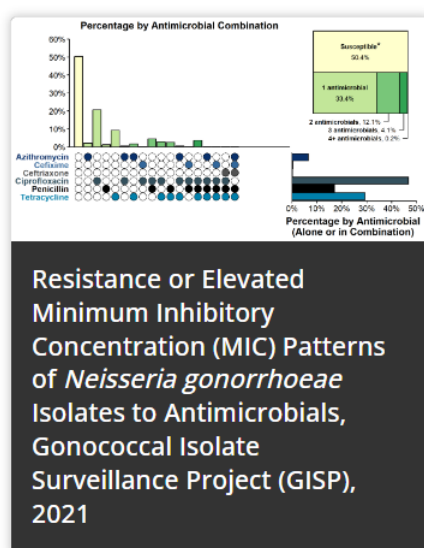 Percentage by Antimicrobial Combination
60%
50%
40%
30%
20%
10%
0%
Susceptible*
50.4%
1 antimicrobial
33.4%
2 antimicrobials, 12.1%
3 antimicrobials, 4.1%
4+ antimicrobials, 0.2%
Azithromycin
Cefixime
Ceftriaxone
Ciprofloxacin
Penicillin
Tetracycline
0% 10% 20% 30% 40% 50%
Percentage by Antimicrobial
(Alone or in Combination)
Resistance or Elevated
Minimum Inhibitory
Concentration (MIC) Patterns
of Neisseria gonorrhoeae
Isolates to Antimicrobials,
Gonococcal Isolate
Surveillance Project (GISP),
2021